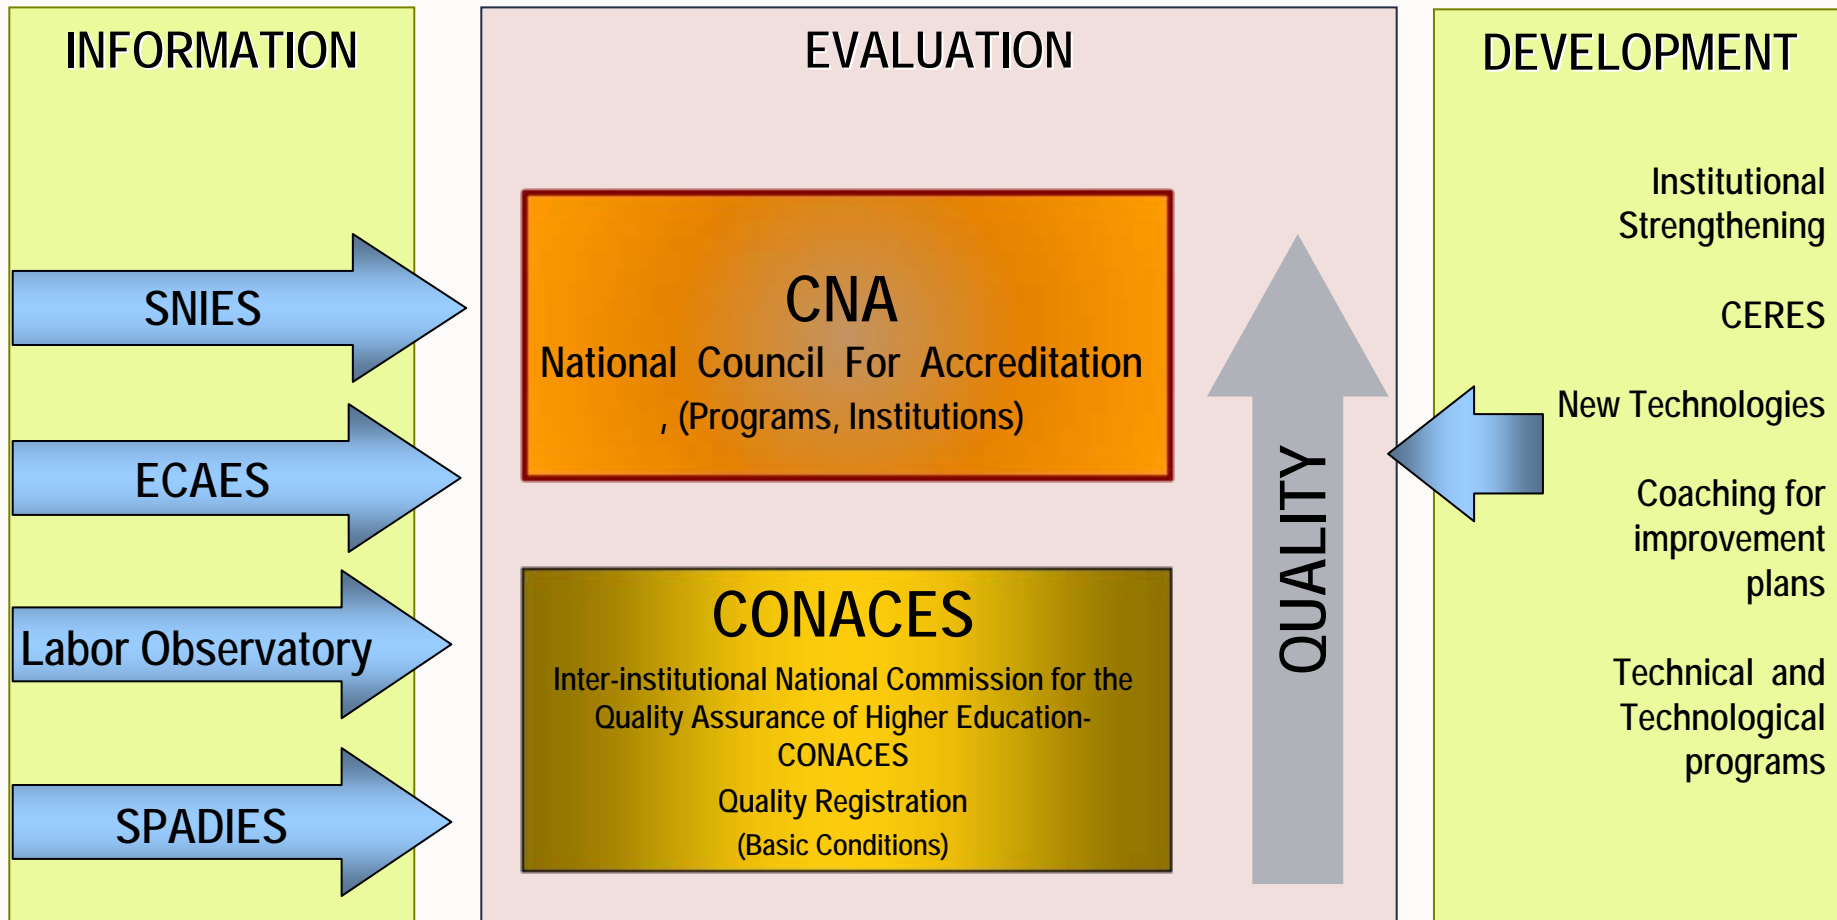 INFORMATION
SNIES
ECAES
Labor Observatory
SPADIES
EVALUATION
CNA
National Council For Accreditation
, (Programs, Institutions)
CONACES
Inter-institutional National Commission for the
Quality Assurance of Higher Education-
CONACES
Quality Registration
(Basic Conditions)
QUALITY
DEVELOPMENT
Institutional
Strengthening
CERES
New Technologies
Coaching for
improvement
plans
Technical and
Technological
programs